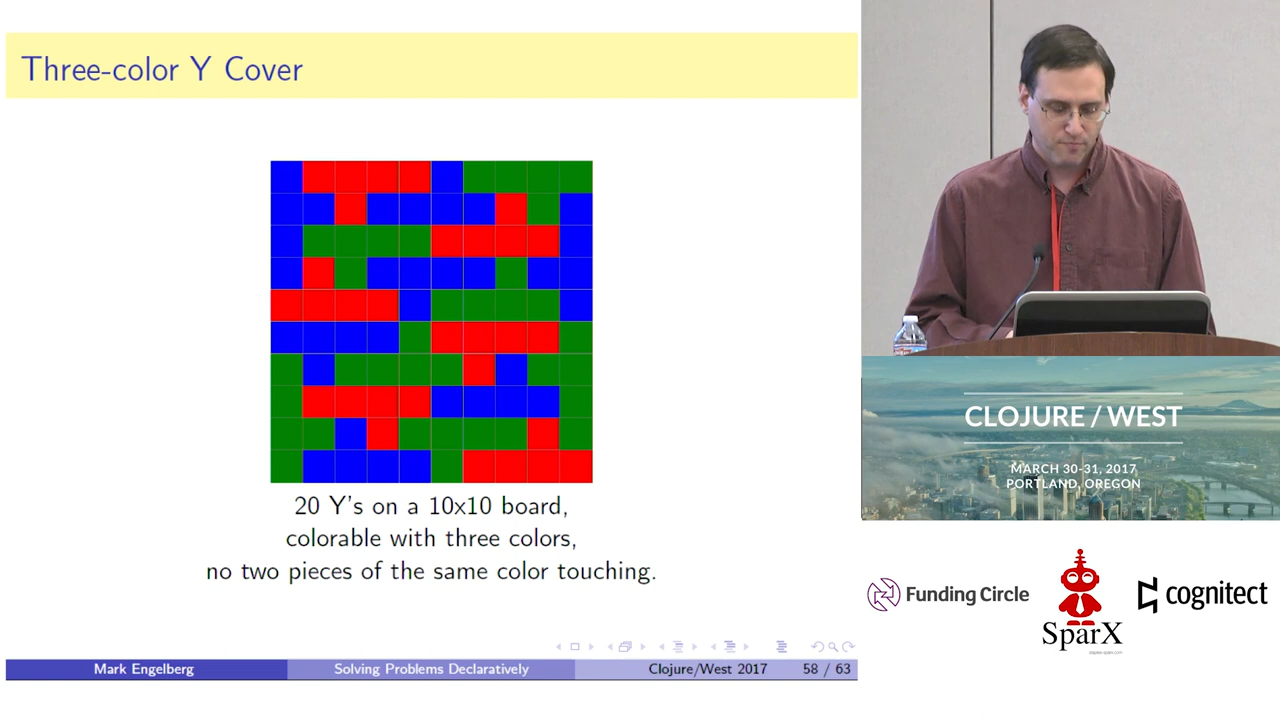 Three-color Y Cover
20 Y's on a 10x10 board,
colorable with three colors,
no two pieces of the same color touching.
Mark Engelberg
Solving Problems Declaratively
Clojure/West 2017
58 / 63
CLOJURE / WEST
MARCH 30-31, 2017
PORTLAND, OREGON
Funding Circle
SparX
cognitect